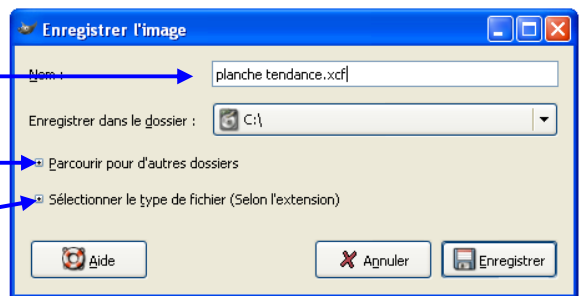 Enregistrer l'image
Nom : planche tendance.xcf
Enregistrer dans le dossier : C:\
Parcourir pour d'autres dossiers
Sélectionner le type de fichier (Selon l'extension)
Aide Annuler Enregistrer